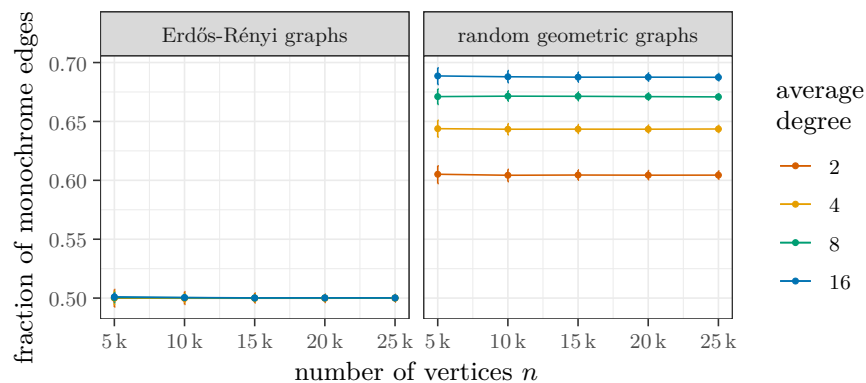 Erdős-Rényi graphs
random geometric graphs
fraction of monochrome edges
0.70
0.65
0.60
0.55
0.50
5 k
10 k
15 k
20 k
25 k
5 k
10 k
15 k
20 k
25 k
number of vertices n
average
degree
2
4
8
16